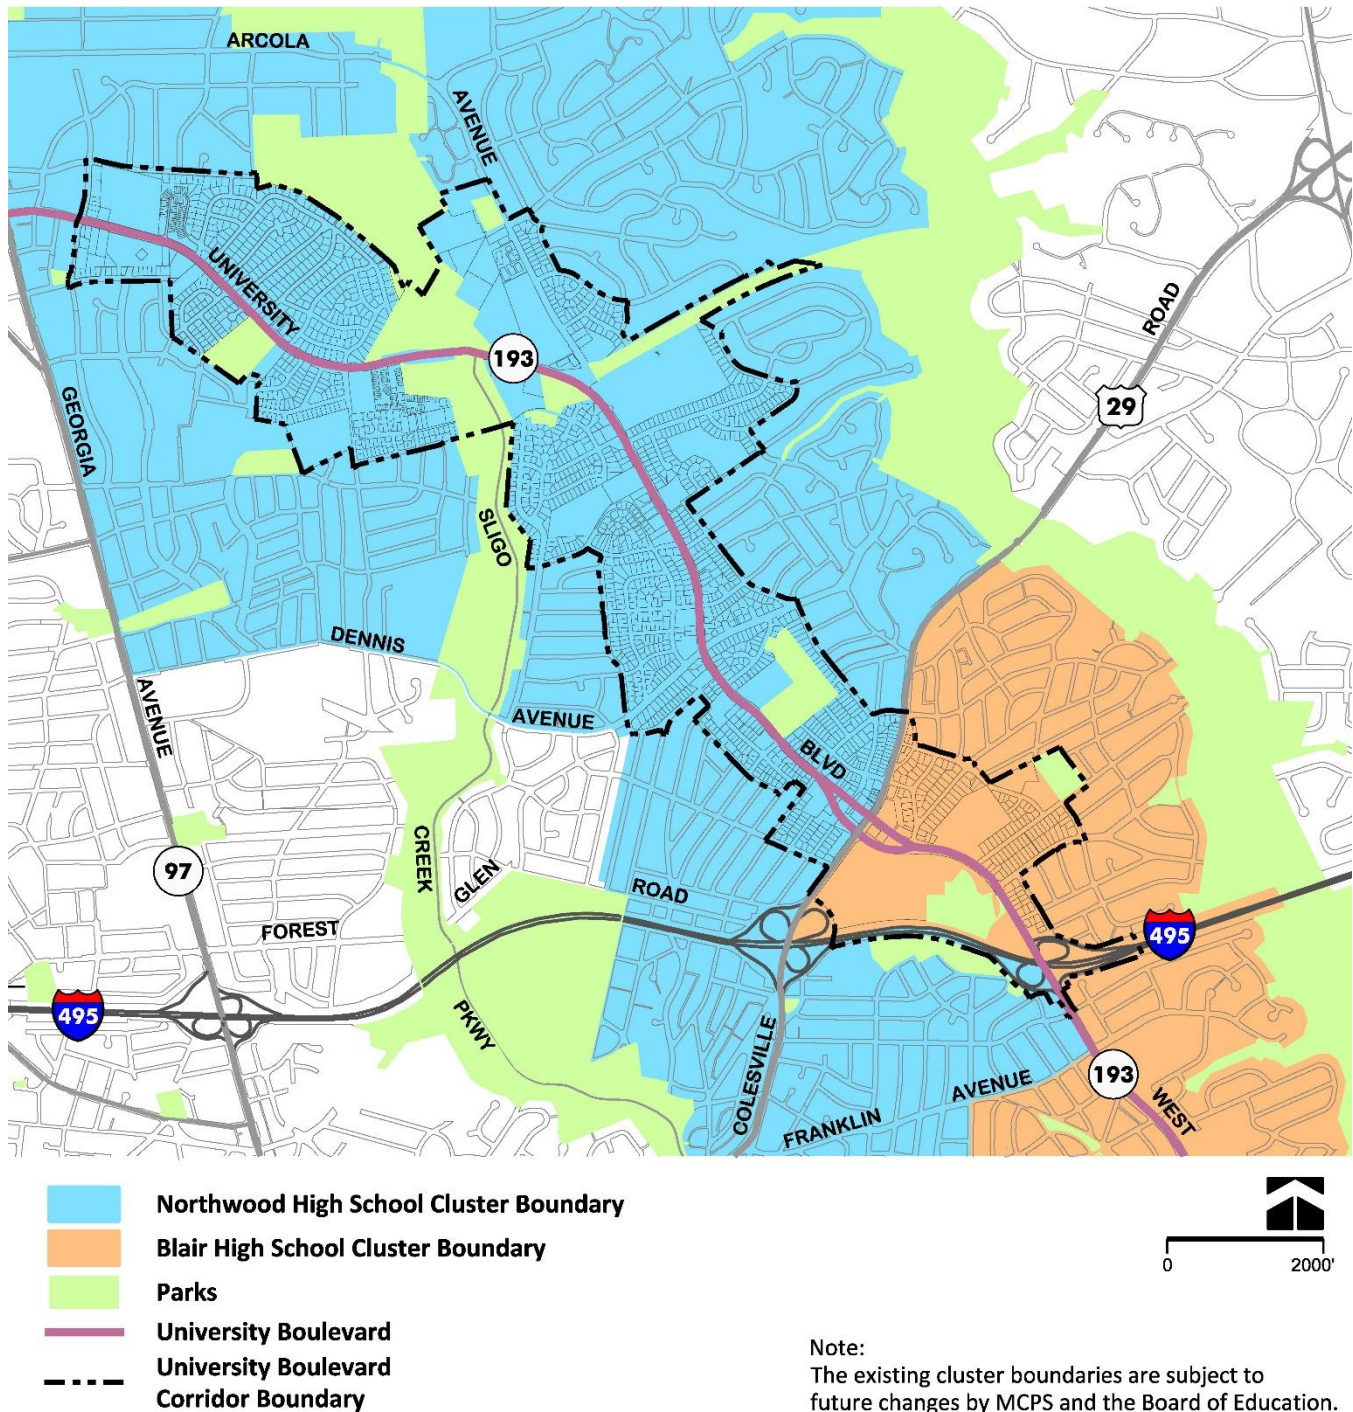 ARCOLA
AVENUE
UNIVERSITY
193
ROAD
29
GEORGIA
SLIGO
DENNIS
AVENUE
AVENUE
BLVD
97
CREEK
GLEN
ROAD
FOREST
495
495
PKWY
COLESVILLE
193
AVENUE
FRANKLIN
WEST
Northwood High School Cluster Boundary
Blair High School Cluster Boundary
Parks
University Boulevard
University Boulevard
Corridor Boundary
0 2000'
Note:
The existing cluster boundaries are subject to
future changes by MCPS and the Board of Education.